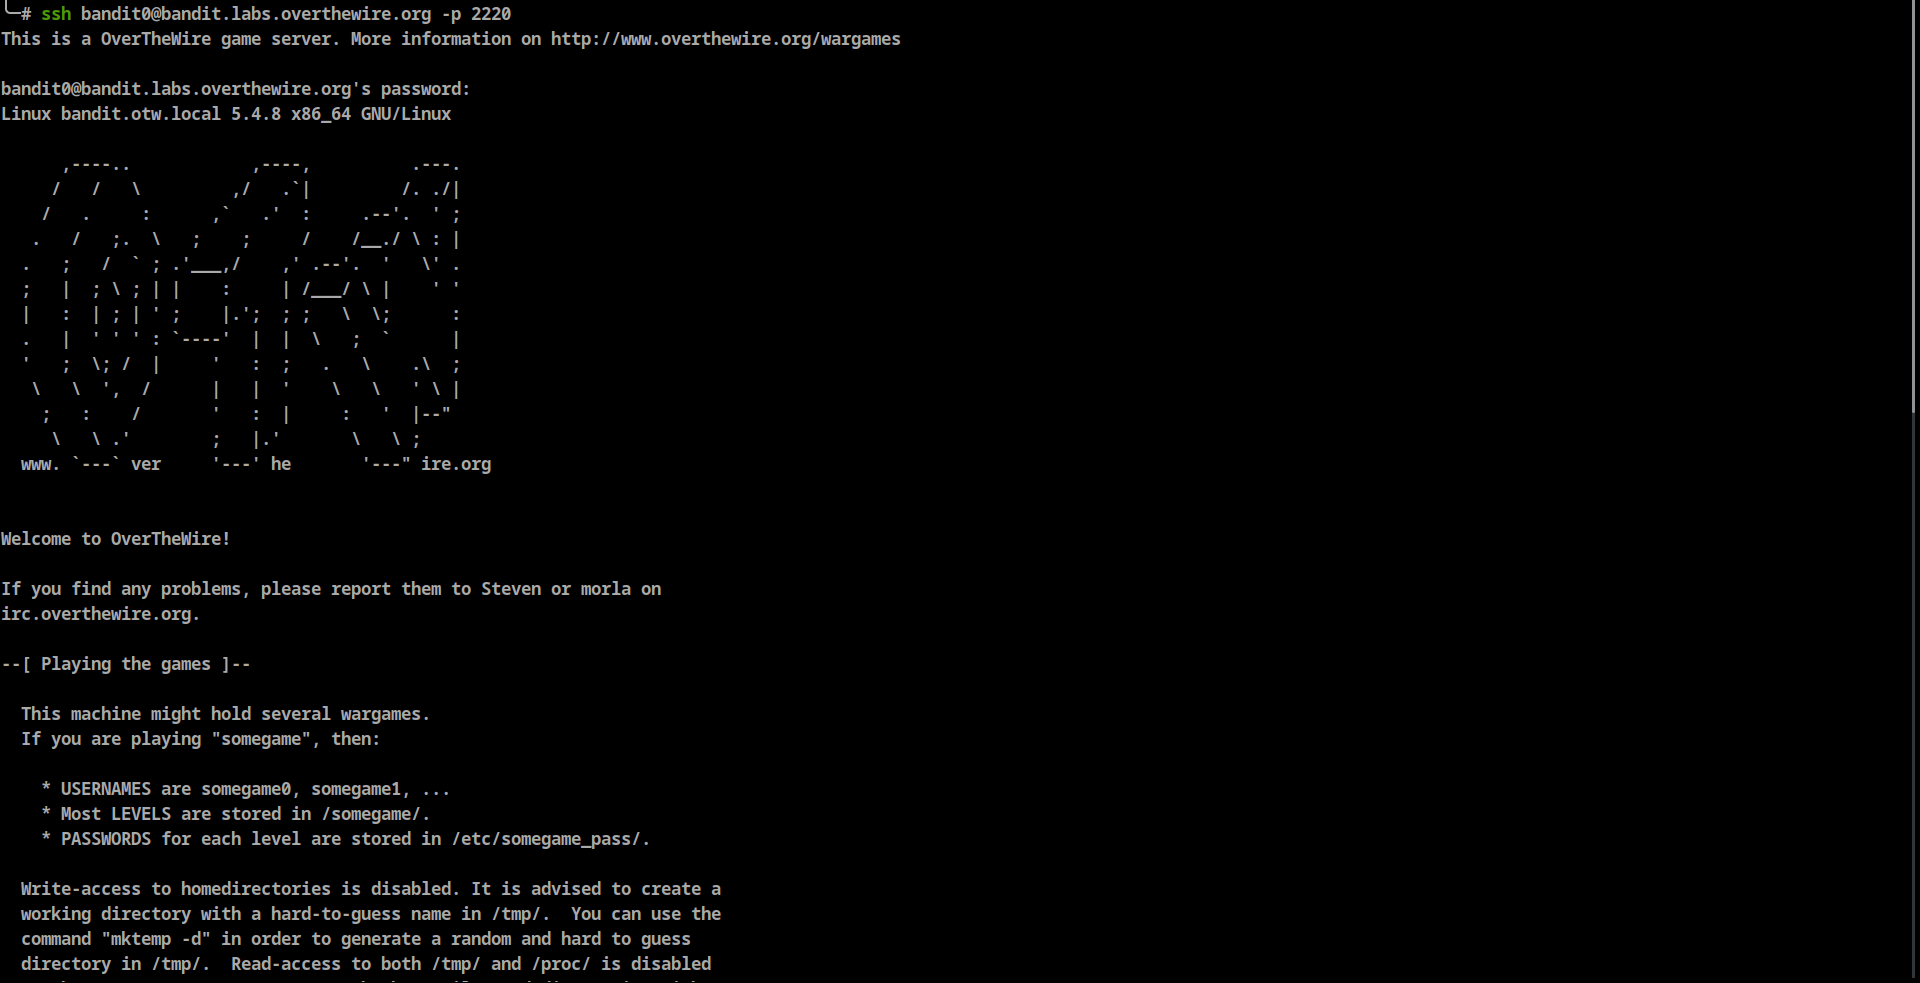 ╰─# ssh bandit0@bandit.labs.overthewire.org -p 2220
This is a OverTheWire game server. More information on http://www.overthewire.org/wargames

bandit0@bandit.labs.overthewire.org's password:
Linux bandit.otw.local 5.4.8 x86_64 GNU/Linux

      ,----..            ,----,          .---.
     /   /   \         ,/   .`|         /. ./|
    /   .     :      ,`   .'  :     .--'.  ' ;
   .   /   ;.  \   ;    ;     /    /__./ \ : |
  .   ;   /  ` ; .'___,/    ,' .--'.  '   \' .
  ;   |  ; \ ; | |    :     | /___/ \ |    ' '
  |   :  | ; | ' ;    |.';  ; ;   \  \;      :
  .   |  ' ' ' : `----'  |  |  \   ;  `      |
  '   ;  \; /  |     '   :  ;   .   \    .\  ;
   \   \  ',  /      |   |  '    \   \   ' \ |
    ;   :    /       '   :  |     :   '  |--"
     \   \ .'        ;   |.'       \   \ ;
  www. `---` ver     '---' he       '---" ire.org

Welcome to OverTheWire!

If you find any problems, please report them to Steven or morla on
irc.overthewire.org.

--[ Playing the games ]--

  This machine might hold several wargames.
  If you are playing "somegame", then:

    * USERNAMES are somegame0, somegame1, ...
    * Most LEVELS are stored in /somegame/.
    * PASSWORDS for each level are stored in /etc/somegame_pass/.

  Write-access to homedirectories is disabled. It is advised to create a
  working directory with a hard-to-guess name in /tmp/.  You can use the
  command "mktemp -d" in order to generate a random and hard to guess
  directory in /tmp/.  Read-access to both /tmp/ and /proc/ is disabled